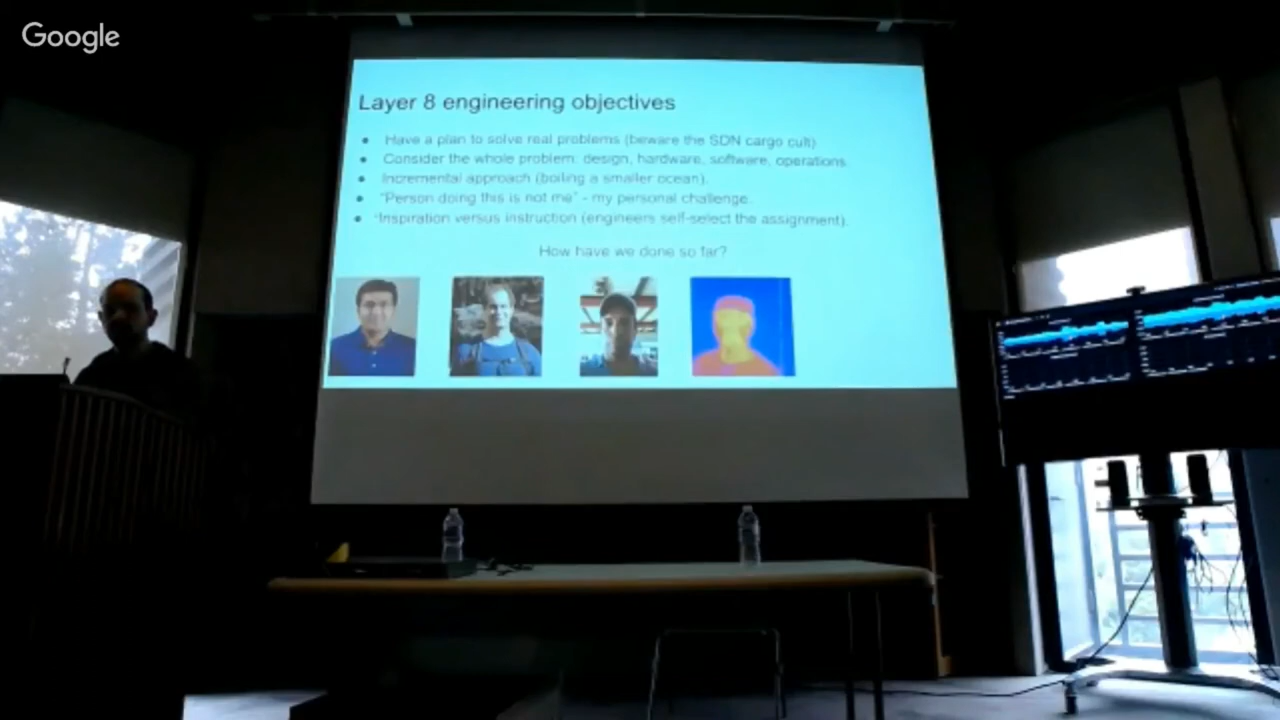 Google
Layer 8 engineering objectives
Have a plan to solve real problems (beware the SDN cargo cult)
Consider the whole problem: design, hardware, software, operations.
Incremental approach (boiling a smaller ocean).
"Person doing this is not me" - my personal challenge.
"Inspiration versus instruction (engineers self-select the assignment).
How have we done so far?